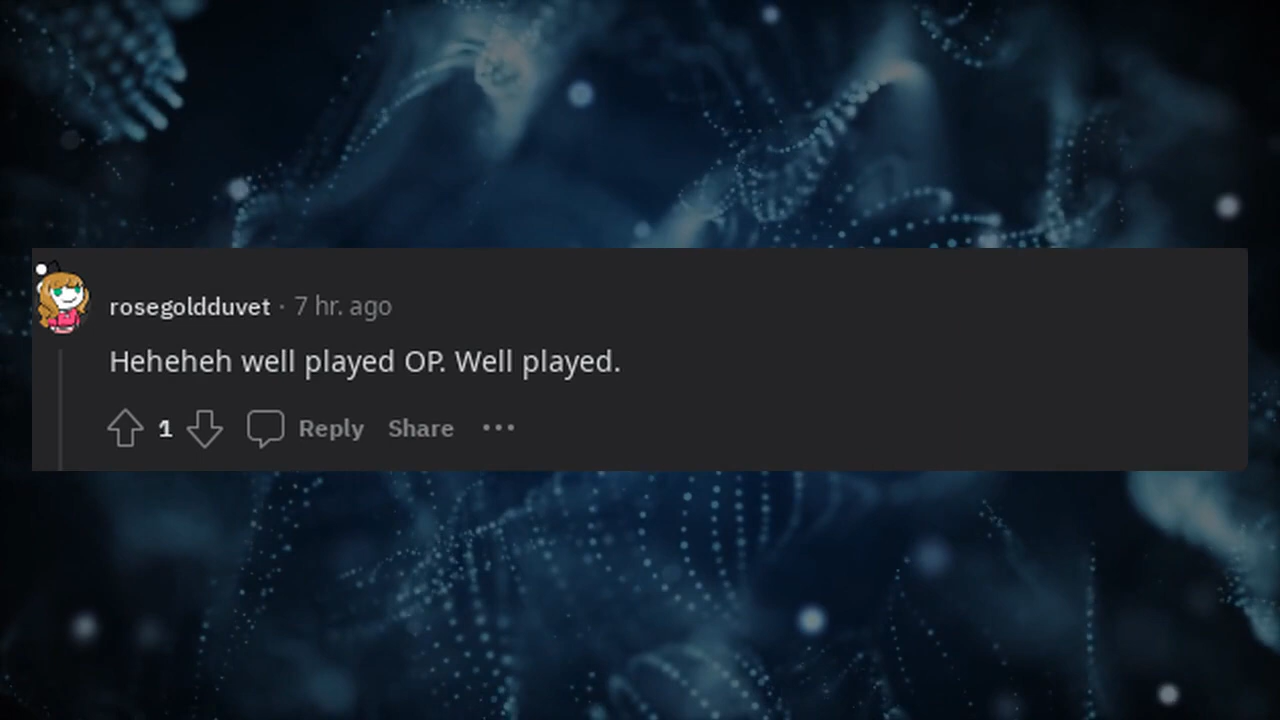 rosegoldduvet · 7 hr. ago
Heheheh well played OP. Well played.
1 Reply Share